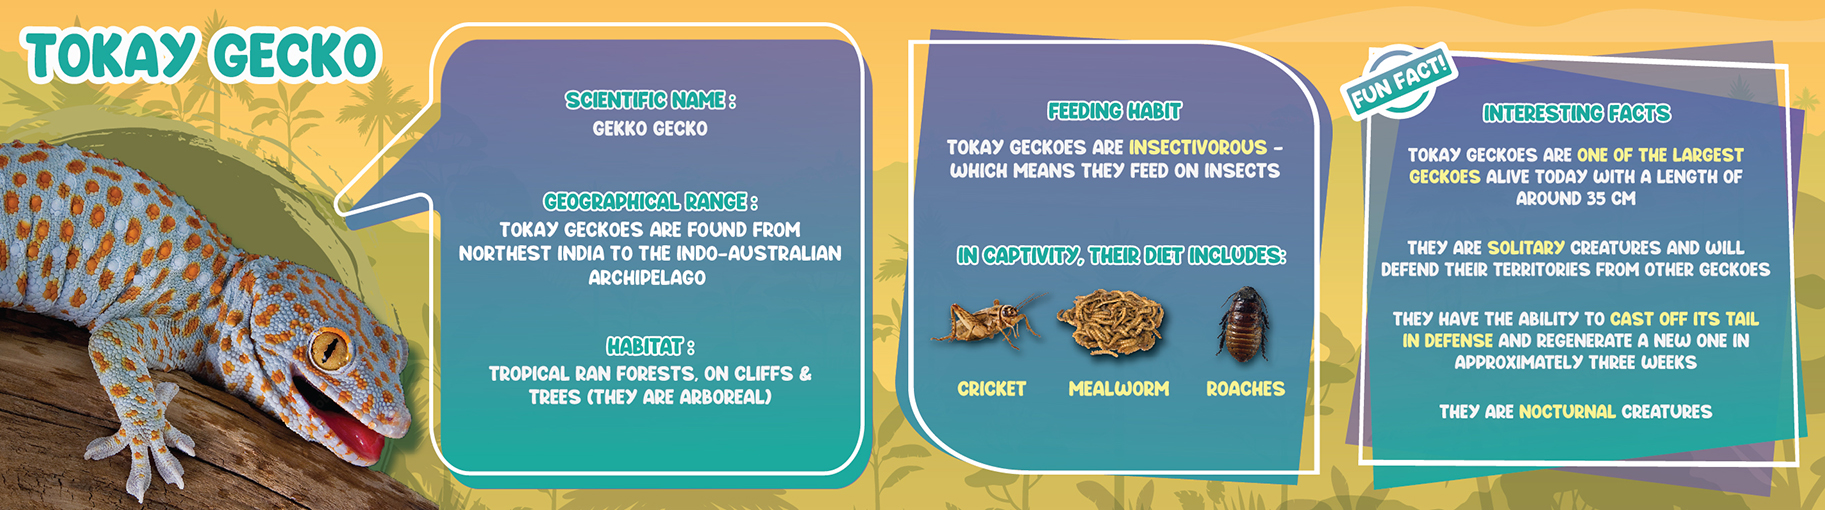 TOKAY GECKO
SCIENTIFIC NAME:
GEKKO GECKO
GEOGRAPHICAL RANGE:
TOKAY GECKOES ARE FOUND FROM
NORTHEST INDIA TO THE INDO-AUSTRALIAN
ARCHIPELAGO
HABITAT:
TROPICAL RAN FORESTS, ON CLIFFS &
TREES (THEY ARE ARBOREAL)
FEEDING HABIT
TOKAY GECKOES ARE INSECTIVOROUS -
WHICH MEANS THEY FEED ON INSECTS
IN CAPTIVITY, THEIR DIET INCLUDES:
CRICKET MEALWORM ROACHES
FUN FACT!
INTERESTING FACTS
TOKAY GECKOES ARE ONE OF THE LARGEST
GECKOES ALIVE TODAY WITH A LENGTH OF
AROUND 35 CM
THEY ARE SOLITARY CREATURES AND WILL
DEFEND THEIR TERRITORIES FROM OTHER GECKOES
THEY HAVE THE ABILITY TO CAST OFF ITS TAIL
IN DEFENSE AND REGENERATE A NEW ONE IN
APPROXIMATELY THREE WEEKS
THEY ARE NOCTURNAL CREATURES